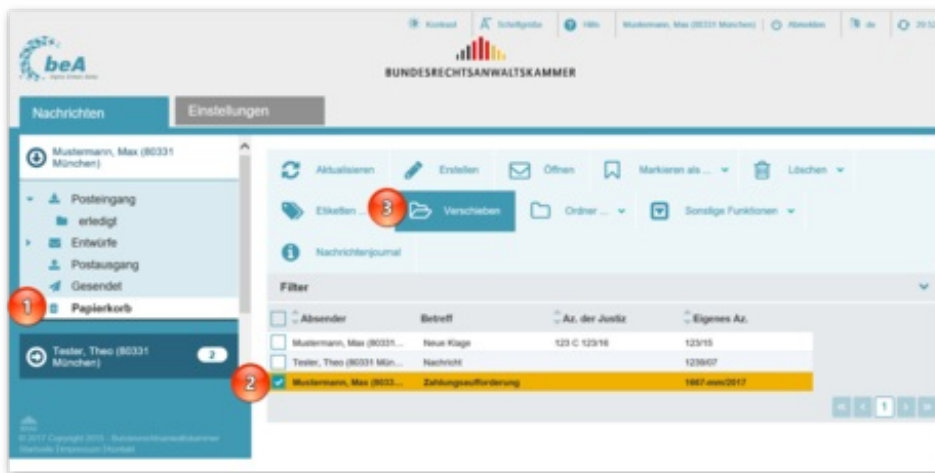 Kontrast Schriftgröße Hilfe Mustermann, Max (80331 München) Abmelden de
beA
BUNDESRECHTSANWALTSKAMMER
Nachrichten Einstellungen
Mustermann, Max (80331
München)
Posteingang
erledigt
Entwürfe
Postausgang
Gesendet
1 Papierkorb
Tester, Theo (80331
München) 2
Aktualisieren Erstellen Öffnen Markieren als ... Löschen
Etiketten ... 3 Verschieben Ordner ... Sonstige Funktionen
Nachrichtenjournal
Filter
Absender Betreff Az. der Justiz Eigenes Az.
Mustermann, Max (80331... Neue Klage 123 C 123/16 123/15
Tester, Theo (80331 Mün... Nachricht 1239/07
2 Mustermann, Max (8033... Zahlungsaufforderung 1667-mm/2017
1